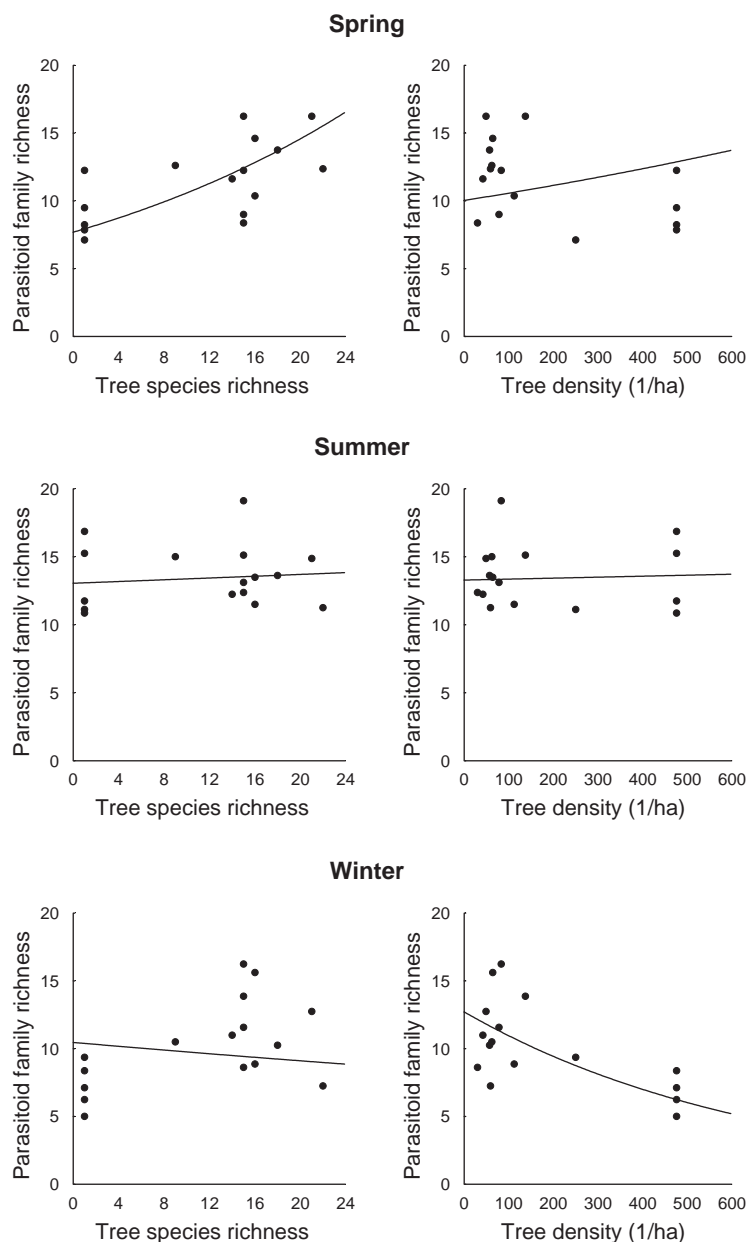 Spring
20
15
10
5
0
Parasitoid family richness
0 4 8 12 16 20 24
Tree species richness
20
15
10
5
0
Parasitoid family richness
0 100 200 300 400 500 600
Tree density (1/ha)
Summer
20
15
10
5
0
Parasitoid family richness
0 4 8 12 16 20 24
Tree species richness
20
15
10
5
0
Parasitoid family richness
0 100 200 300 400 500 600
Tree density (1/ha)
Winter
20
15
10
5
0
Parasitoid family richness
0 4 8 12 16 20 24
Tree species richness
20
15
10
5
0
Parasitoid family richness
0 100 200 300 400 500 600
Tree density (1/ha)